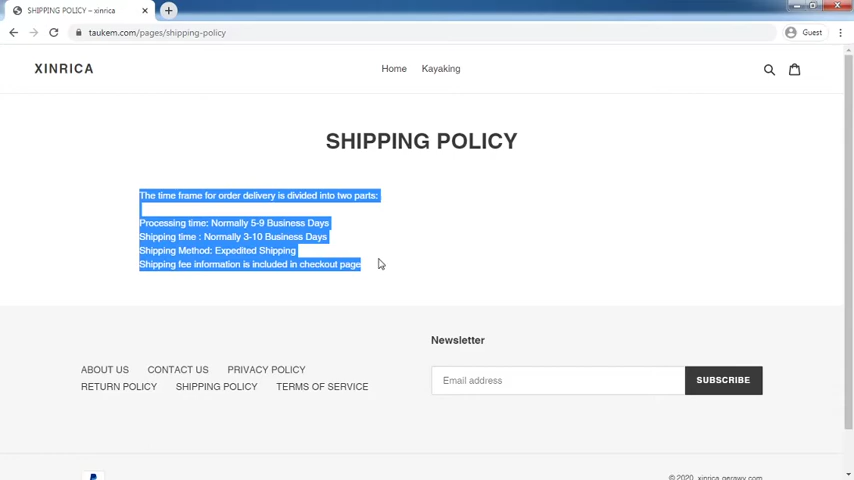 SHIPPING POLICY – xinrica
taukem.com/pages/shipping-policy
Guest
XINRICA
Home
Kayaking
SHIPPING POLICY
The time frame for order delivery is divided into two parts:
Processing time: Normally 5-9 Business Days
Shipping time : Normally 3-10 Business Days
Shipping Method: Expedited Shipping
Shipping fee information is included in checkout page
Newsletter
ABOUT US
CONTACT US
PRIVACY POLICY
RETURN POLICY
SHIPPING POLICY
TERMS OF SERVICE
Email address
SUBSCRIBE
© 2020, xinrica.gerawy.com